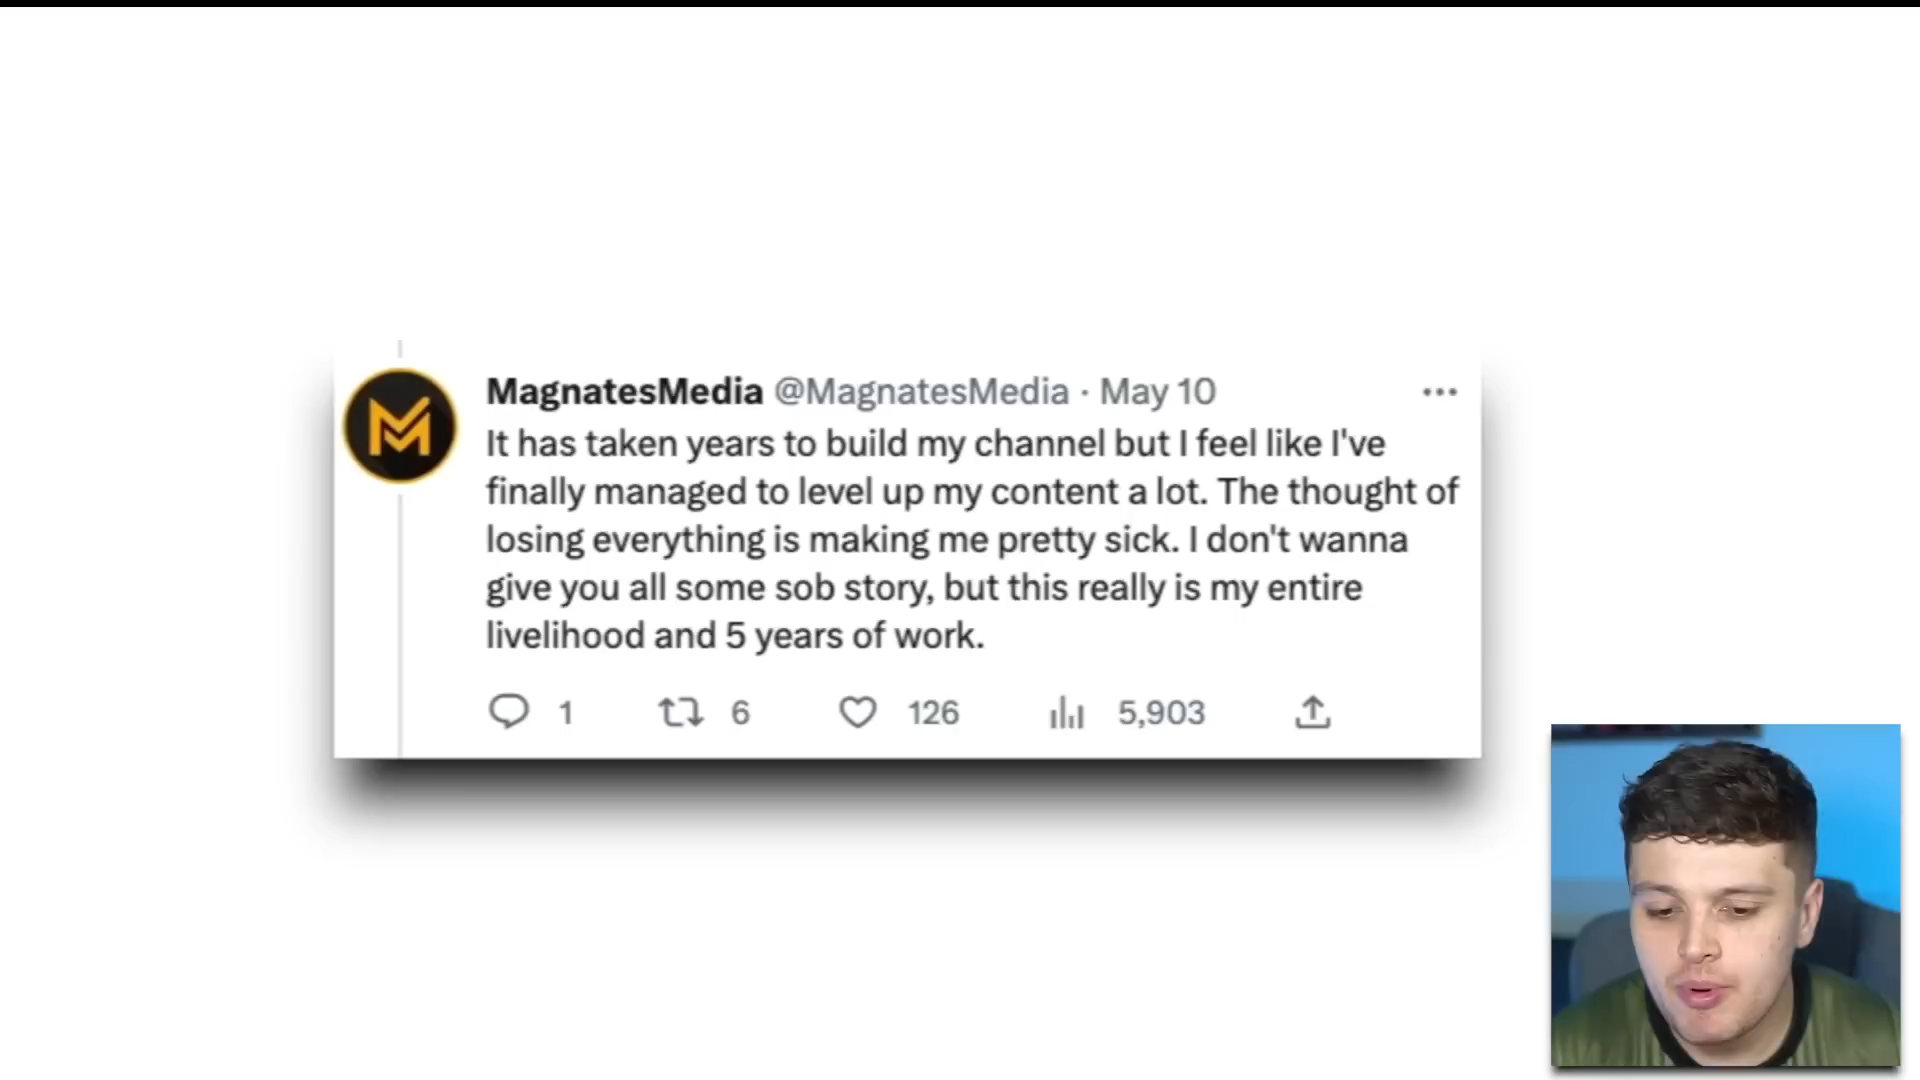 MagnatesMedia @MagnatesMedia · May 10
It has taken years to build my channel but I feel like I've
finally managed to level up my content a lot. The thought of
losing everything is making me pretty sick. I don't wanna
give you all some sob story, but this really is my entire
livelihood and 5 years of work.
1 6 126 5,903